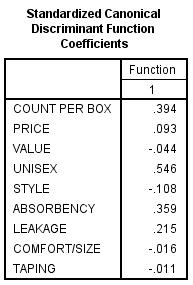 Standardized Canonical
Discriminant Function
Coefficients
Function
1
COUNT PER BOX .394
PRICE .093
VALUE -.044
UNISEX .546
STYLE -.108
ABSORBENCY .359
LEAKAGE .215
COMFORT/SIZE -.016
TAPING -.011